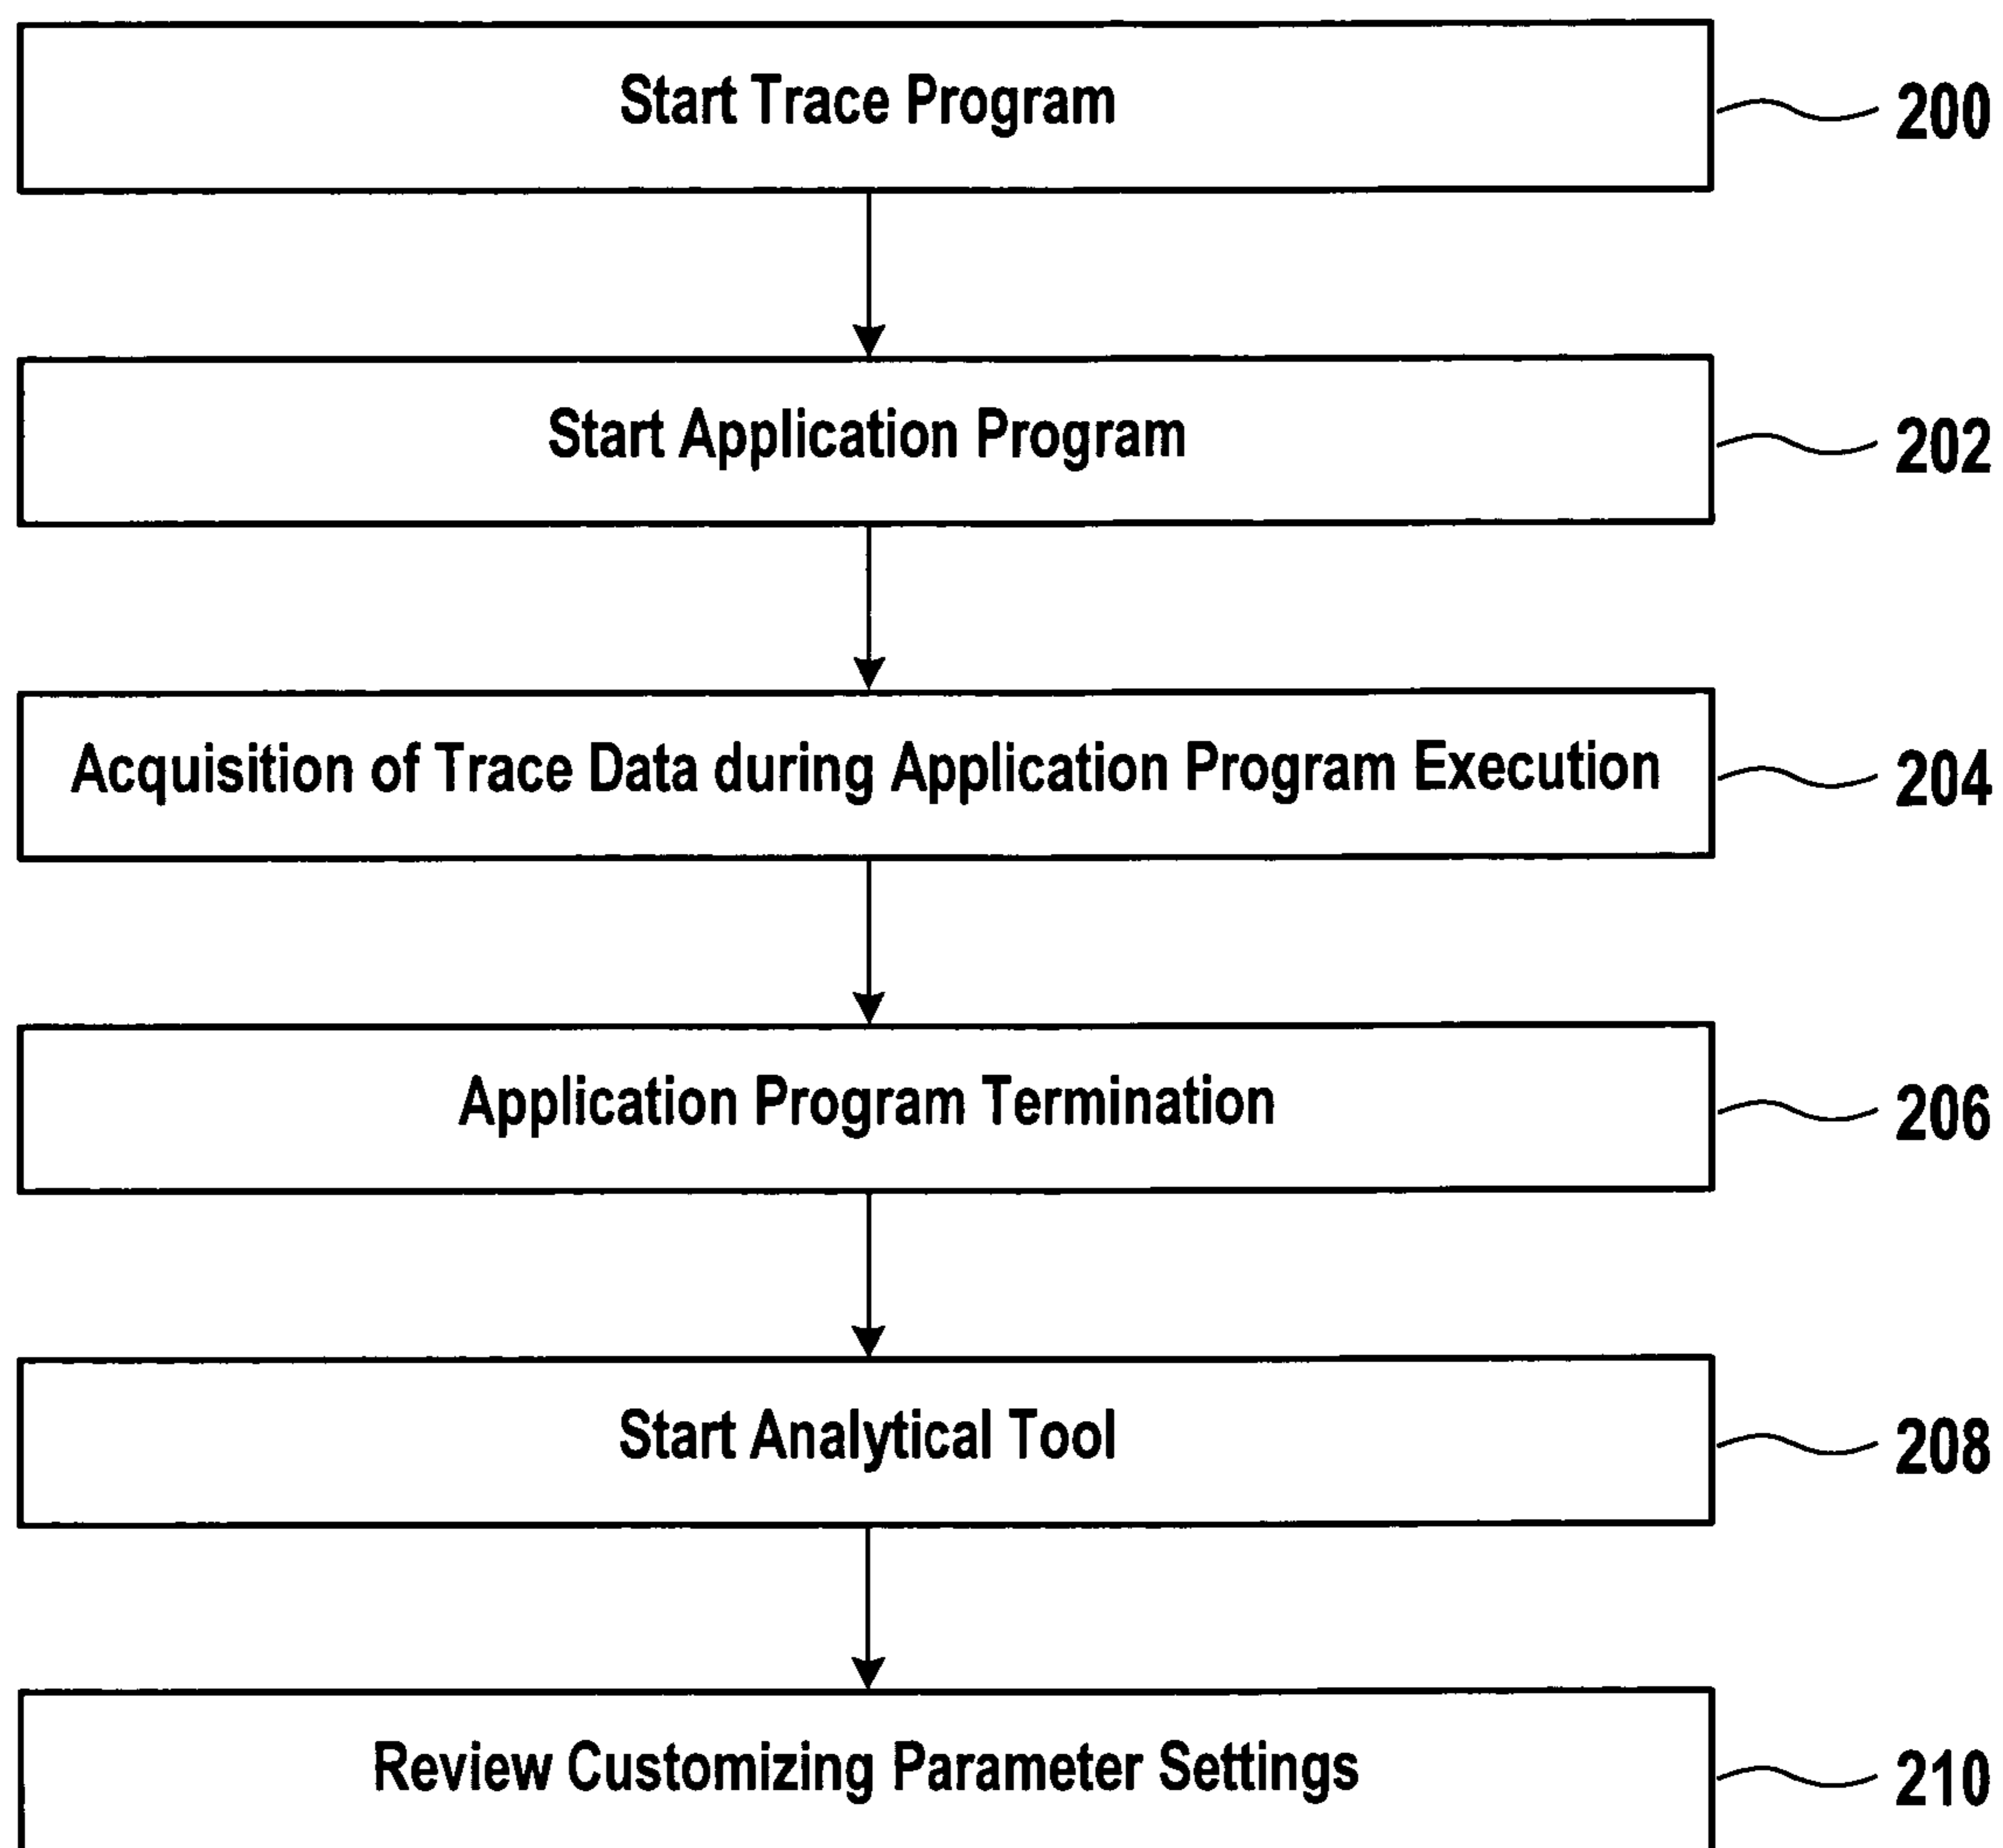 Start Trace Program
200
Start Application Program
202
Acquisition of Trace Data during Application Program Execution
204
Application Program Termination
206
Start Analytical Tool
208
Review Customizing Parameter Settings
210